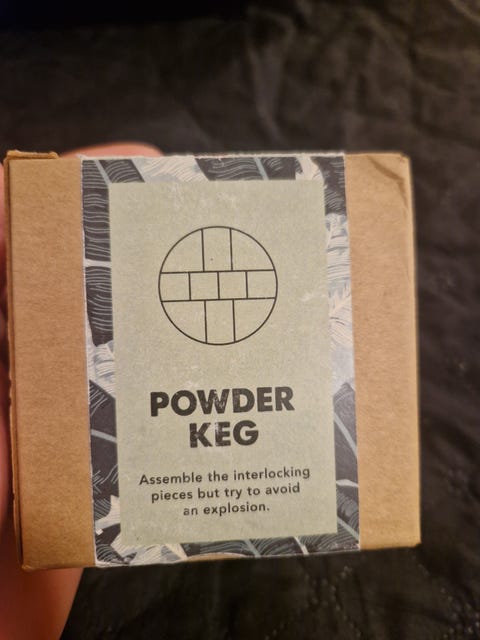 POWDER
KEG
Assemble the interlocking
pieces but try to avoid
an explosion.